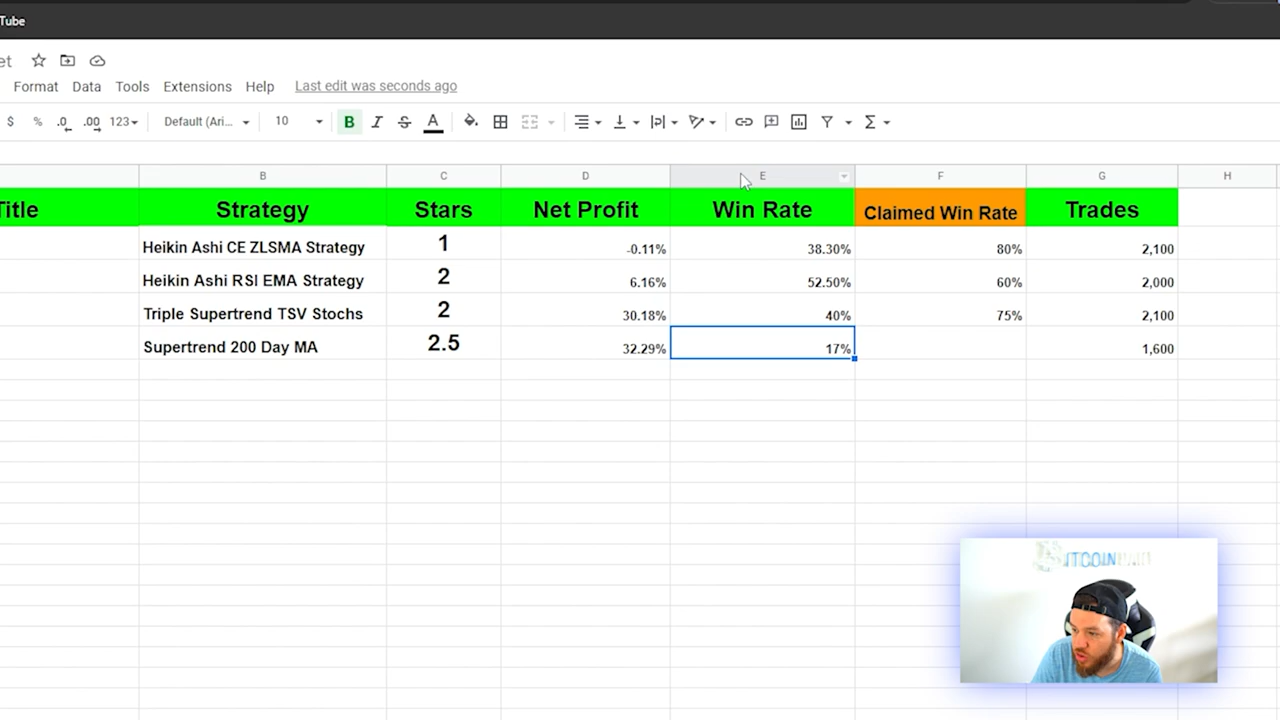 Tube
et
Format Data Tools Extensions Help Last edit was seconds ago
$ % .0 .00 123 Default (Ari... 10 B I S A Σ
B C D E F G H
Title Strategy Stars Net Profit Win Rate Claimed Win Rate Trades
Heikin Ashi CE ZLSMA Strategy 1 -0.11% 38.30% 80% 2,100
Heikin Ashi RSI EMA Strategy 2 6.16% 52.50% 60% 2,000
Triple Supertrend TSV Stochs 2 30.18% 40% 75% 2,100
Supertrend 200 Day MA 2.5 32.29% 17% 1,600